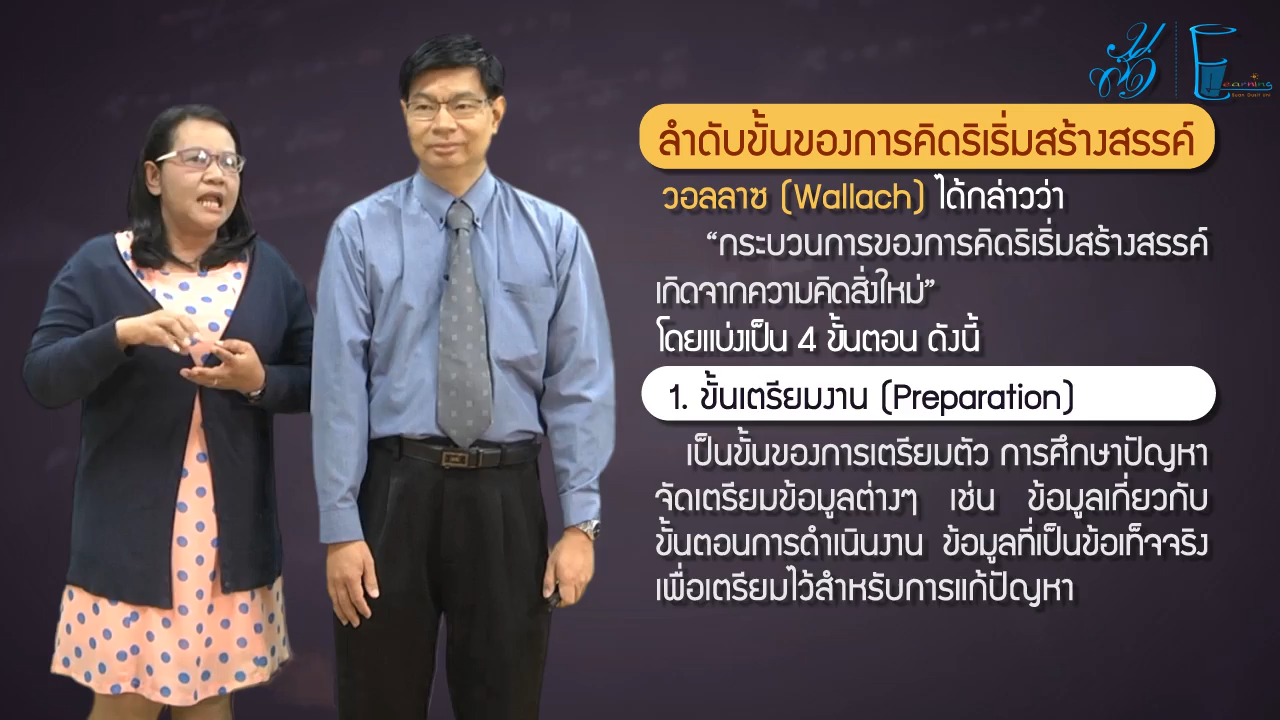 มสด
Elearning
Suan Dusit Uni
ลำดับขั้นของการคิดริเริ่มสร้างสรรค์
วอลลาซ (Wallach) ได้กล่าวว่า
“กระบวนการของการคิดริเริ่มสร้างสรรค์
เกิดจากความคิดสิ่งใหม่”
โดยแบ่งเป็น 4 ขั้นตอน ดังนี้
1. ขั้นเตรียมงาน (Preparation)
เป็นขั้นของการเตรียมตัว การศึกษาปัญหา
จัดเตรียมข้อมูลต่างๆ เช่น ข้อมูลเกี่ยวกับ
ขั้นตอนการดำเนินงาน ข้อมูลที่เป็นข้อเท็จจริง
เพื่อเตรียมไว้สำหรับการแก้ปัญหา